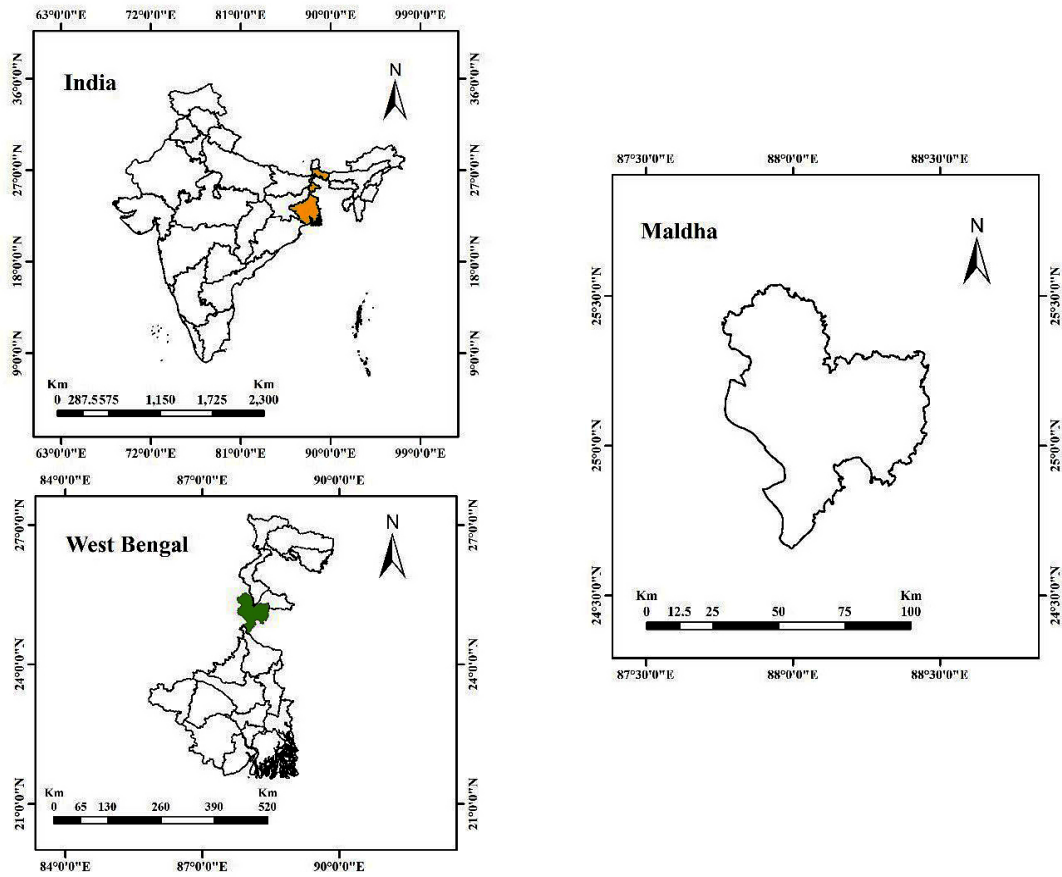 63°0'0"E 72°0'0"E 81°0'0"E 90°0'0"E 99°0'0"E
India
N
36°0'0"N 27°0'0"N 18°0'0"N 9°0'0"N
36°0'0"N 27°0'0"N 18°0'0"N 9°0'0"N
Km Km
0 287.5 575 1,150 1,725 2,300
63°0'0"E 72°0'0"E 81°0'0"E 90°0'0"E 99°0'0"E
84°0'0"E 87°0'0"E 90°0'0"E
West Bengal
N
27°0'0"N 24°0'0"N 21°0'0"N
27°0'0"N 24°0'0"N 21°0'0"N
Km Km
0 65 130 260 390 520
84°0'0"E 87°0'0"E 90°0'0"E
87°30'0"E 88°0'0"E 88°30'0"E
Maldha
N
25°30'0"N 25°0'0"N 24°30'0"N
25°30'0"N 25°0'0"N 24°30'0"N
Km Km
0 12.5 25 50 75 100
87°30'0"E 88°0'0"E 88°30'0"E